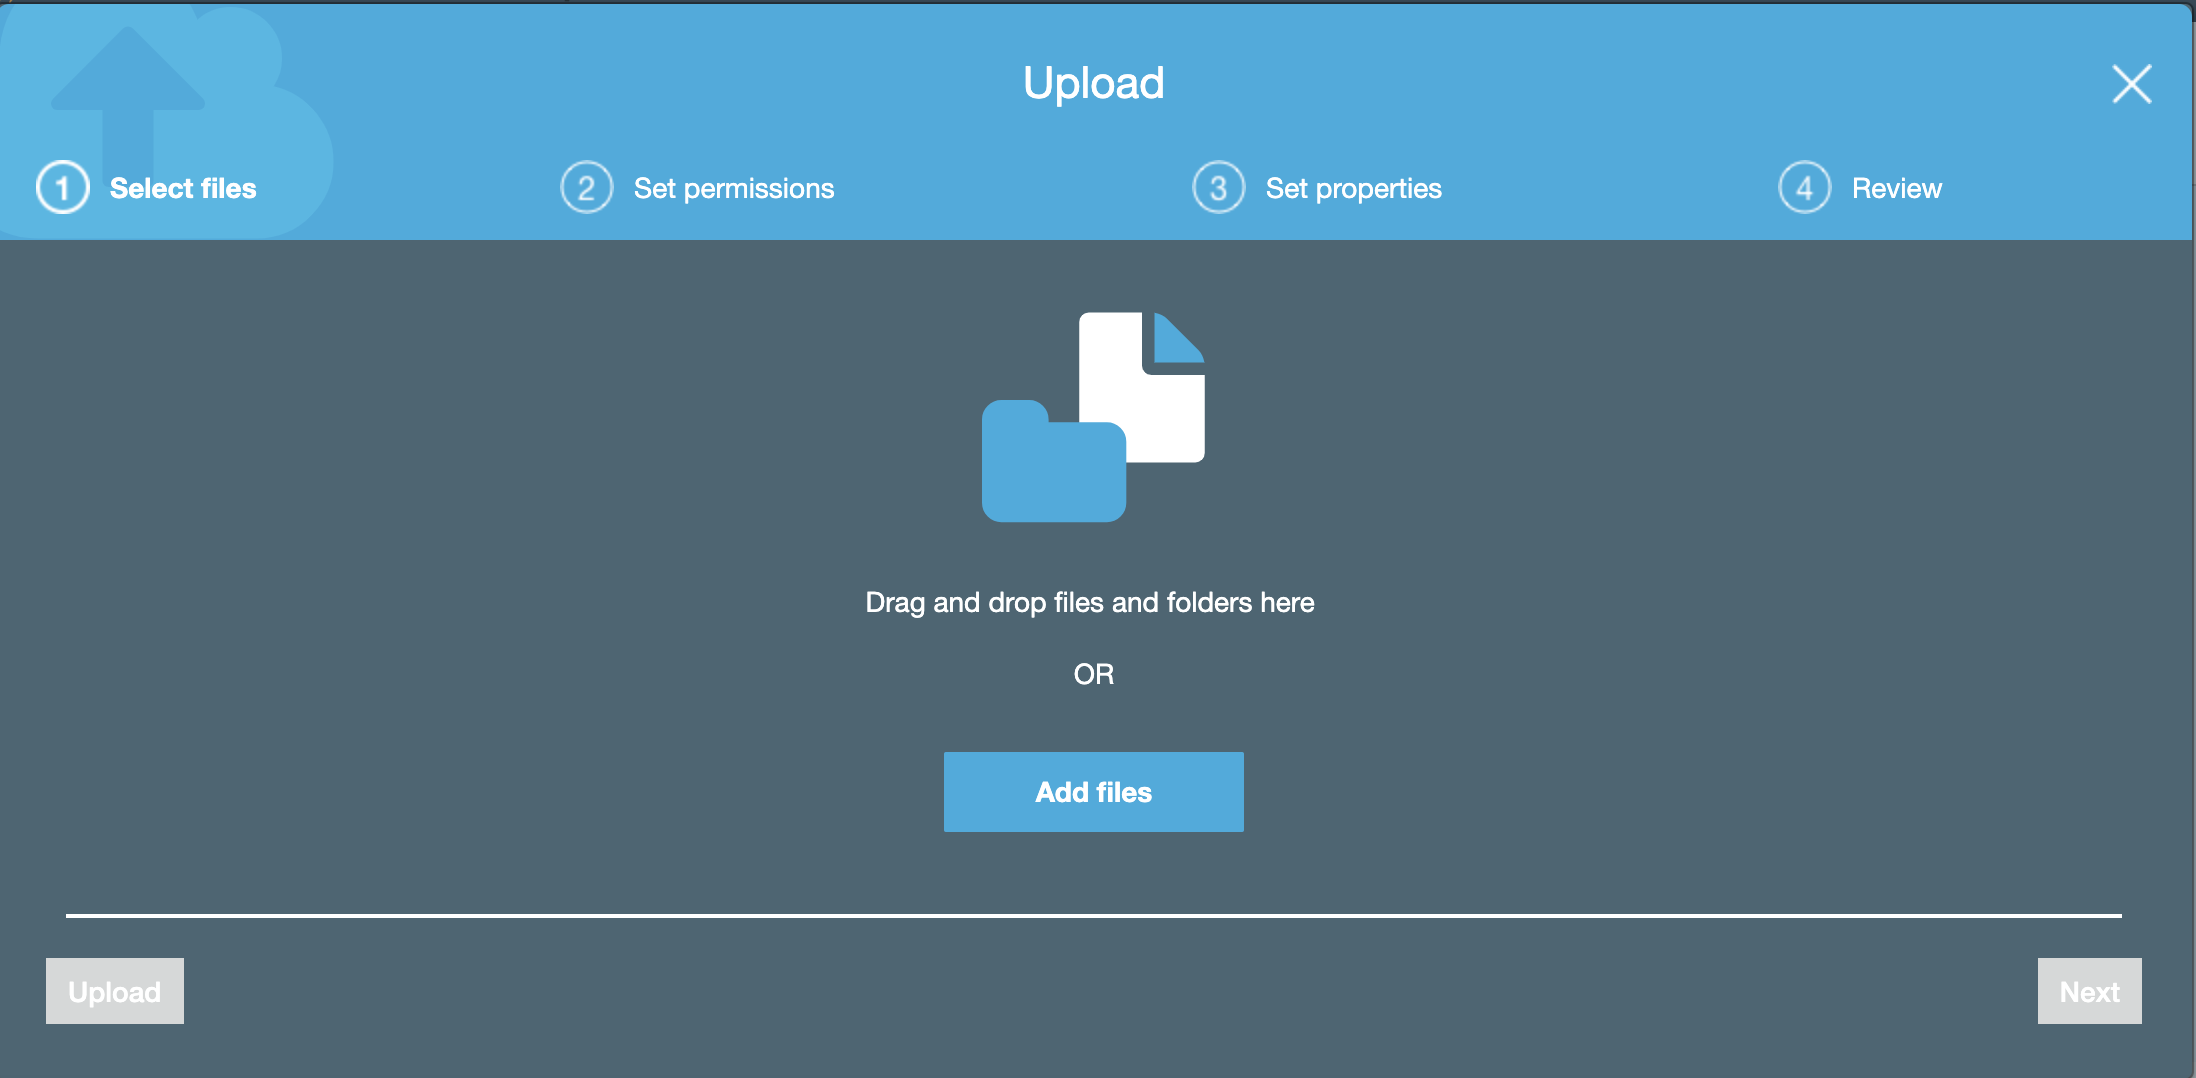 Upload
1 Select files
2 Set permissions
3 Set properties
4 Review
Drag and drop files and folders here
OR
Add files
Upload
Next